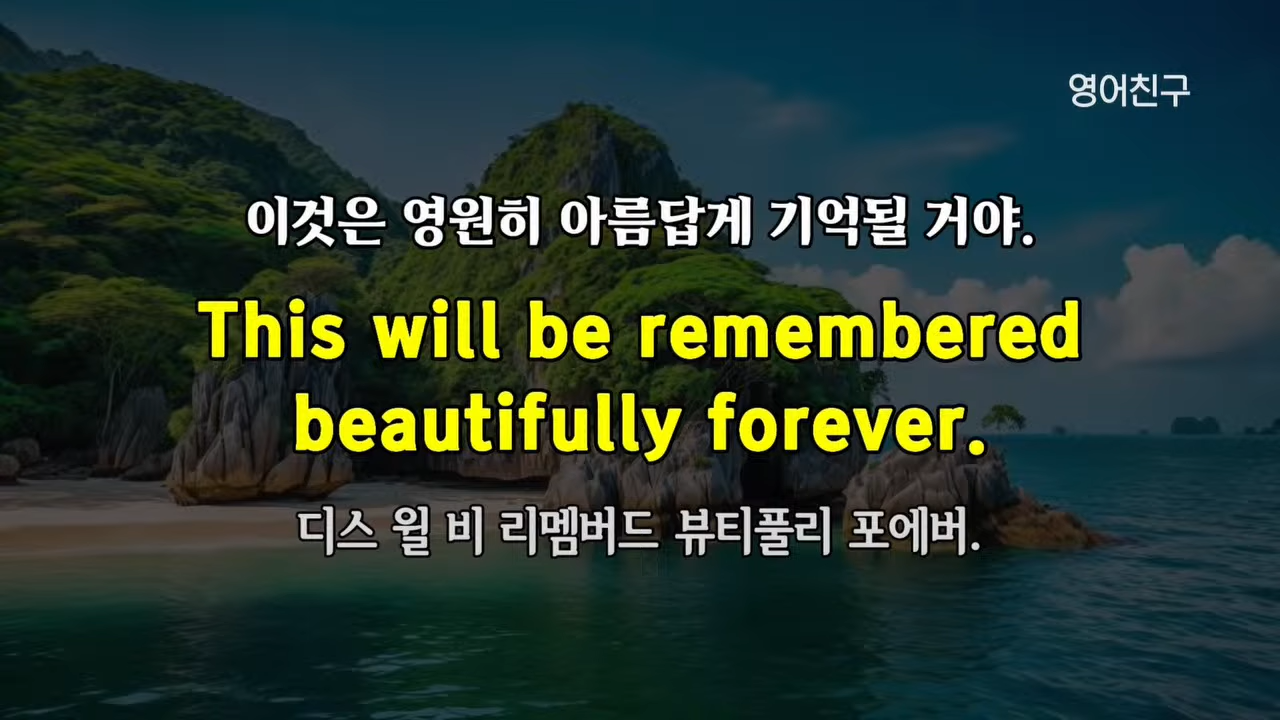 영어친구
이것은 영원히 아름답게 기억될 거야.
This will be remembered
beautifully forever.
디스 윌 비 리멤버드 뷰티풀리 포에버.